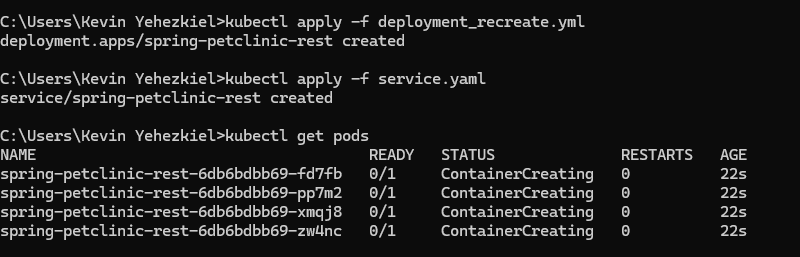 C:\Users\Kevin Yehezkiel>kubectl apply -f deployment_recreate.yml
deployment.apps/spring-petclinic-rest created
C:\Users\Kevin Yehezkiel>kubectl apply -f service.yaml
service/spring-petclinic-rest created
C:\Users\Kevin Yehezkiel>kubectl get pods
NAME READY STATUS RESTARTS AGE
spring-petclinic-rest-6db6bdbb69-fd7fb 0/1 ContainerCreating 0 22s
spring-petclinic-rest-6db6bdbb69-pp7m2 0/1 ContainerCreating 0 22s
spring-petclinic-rest-6db6bdbb69-xmqj8 0/1 ContainerCreating 0 22s
spring-petclinic-rest-6db6bdbb69-zw4nc 0/1 ContainerCreating 0 22s